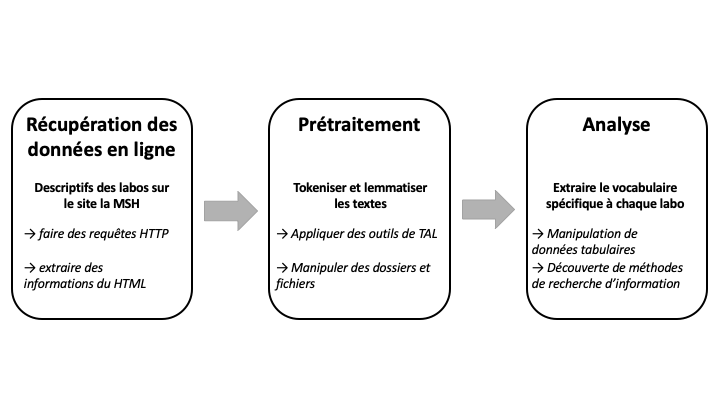 Récupération des
données en ligne
Descriptifs des labos sur
le site la MSH
→ faire des requêtes HTTP
→ extraire des
informations du HTML
Prétraitement
Tokeniser et lemmatiser
les textes
→ Appliquer des outils de TAL
→ Manipuler des dossiers et
fichiers
Analyse
Extraire le vocabulaire
spécifique à chaque labo
→ Manipulation de
données tabulaires
→ Découverte de méthodes
de recherche d’information